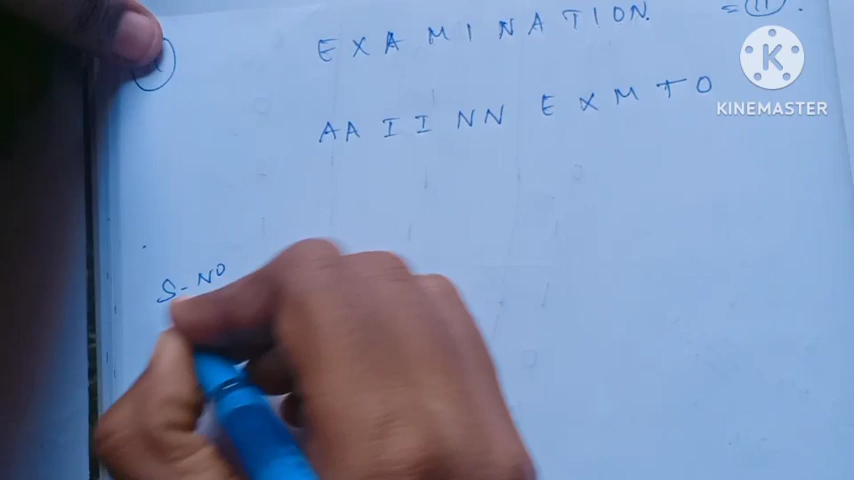 EXAMINATION. = 11.
AA II NN E X M T O
S-NO
K
KINEMASTER